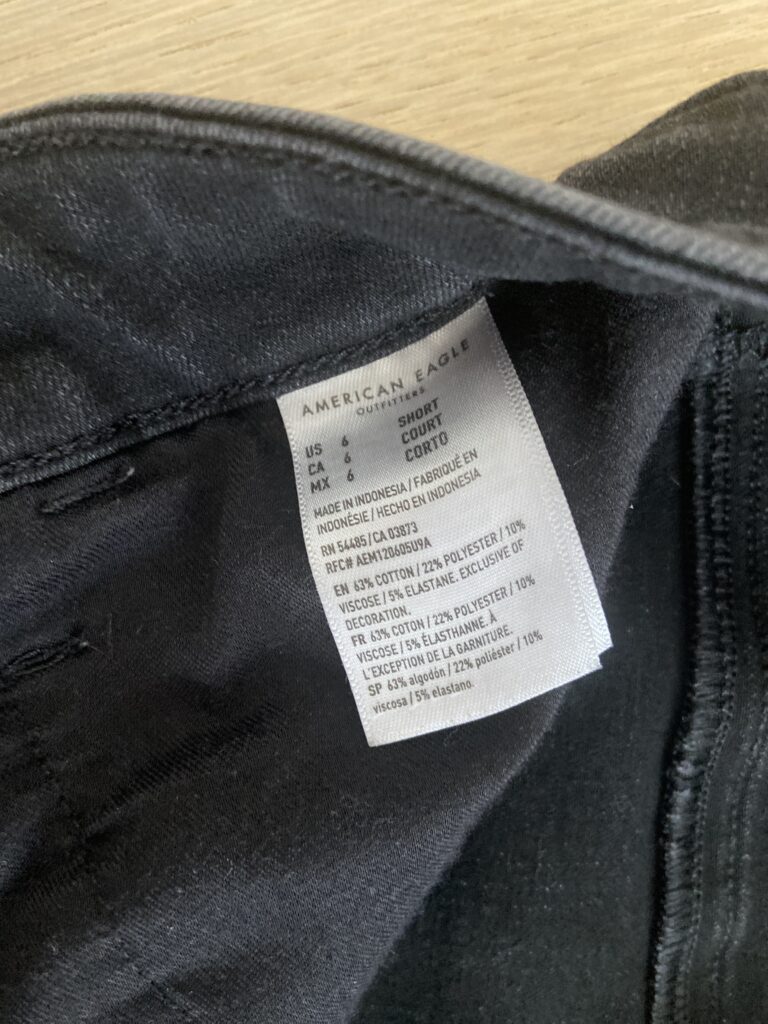 AMERICAN EAGLE
OUTFITTERS
US 6 SHORT
CA 6 COURT
MX 6 CORTO
MADE IN INDONESIA / FABRIQUÉ EN
INDONÉSIE / HECHO EN INDONESIA
RN 54485/CA 03873
RFC# AEM120605U9A
EN 63% COTTON / 22% POLYESTER / 10%
VISCOSE / 5% ELASTANE. EXCLUSIVE OF
DECORATION.
FR 63% COTON / 22% POLYESTER / 10%
VISCOSE / 5% ÉLASTHANNE. À
L'EXCEPTION DE LA GARNITURE.
SP 63% algodón / 22% poliéster / 10%
viscosa / 5% elastano.